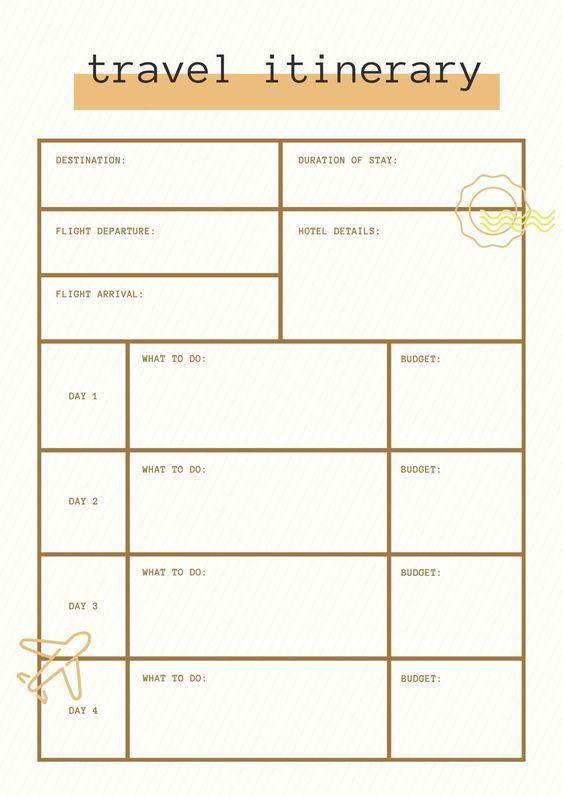 travel itinerary
DESTINATION:
DURATION OF STAY:
FLIGHT DEPARTURE:
HOTEL DETAILS:
FLIGHT ARRIVAL:
DAY 1
WHAT TO DO:
BUDGET:
DAY 2
WHAT TO DO:
BUDGET:
DAY 3
WHAT TO DO:
BUDGET:
DAY 4
WHAT TO DO:
BUDGET: